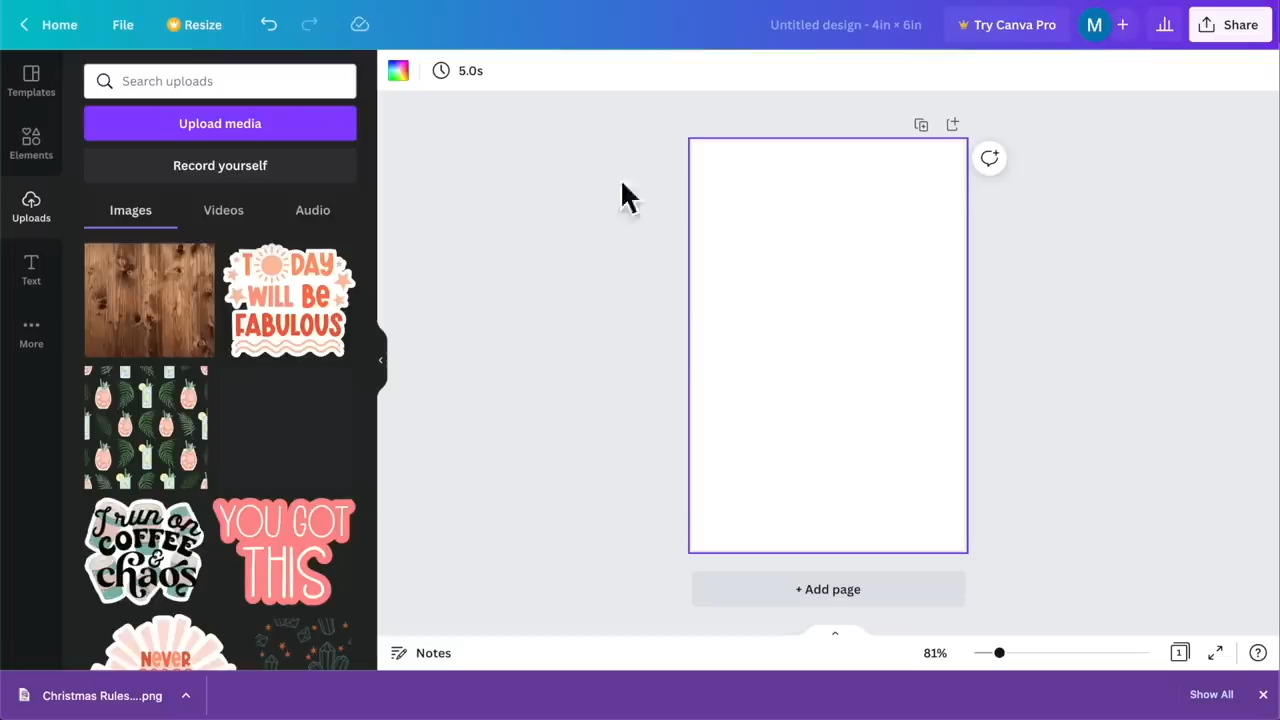 Home
File
Resize
Untitled design - 4in × 6in
Try Canva Pro
M
Share
Templates
Elements
Uploads
Text
More
Search uploads
Upload media
Record yourself
Images
Videos
Audio
TODAY
WILL BE
FABULOUS
I run on
COFFEE
&
chaos
YOU GOT
THIS
NEVER
5.0s
+ Add page
Notes
81%
1
Christmas Rules....png
Show All